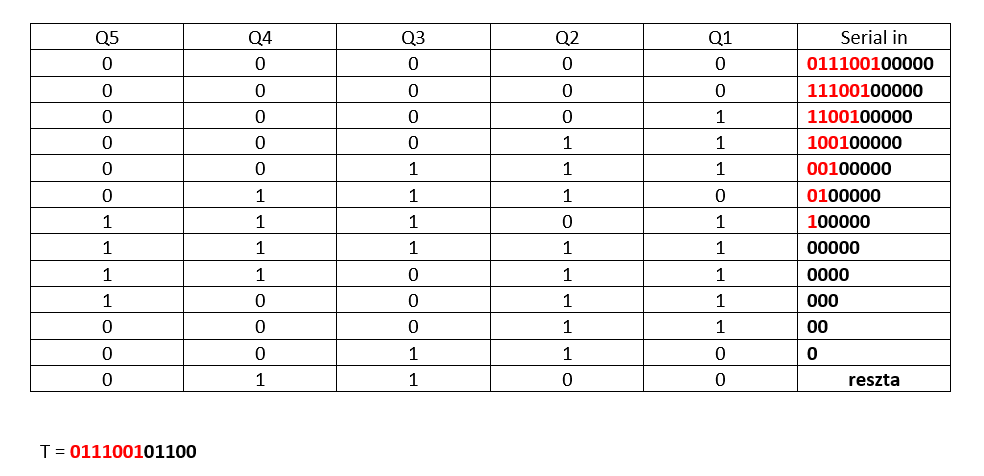 Q5 Q4 Q3 Q2 Q1 Serial in
0 0 0 0 0 011100100000
0 0 0 0 0 11100100000
0 0 0 0 1 1100100000
0 0 0 1 1 100100000
0 0 1 1 1 00100000
0 1 1 1 0 0100000
1 1 1 0 1 100000
1 1 1 1 1 00000
1 1 0 1 1 0000
1 0 0 1 1 000
0 0 0 1 1 00
0 0 1 1 0 0
0 1 1 0 0 reszta
T = 011100101100